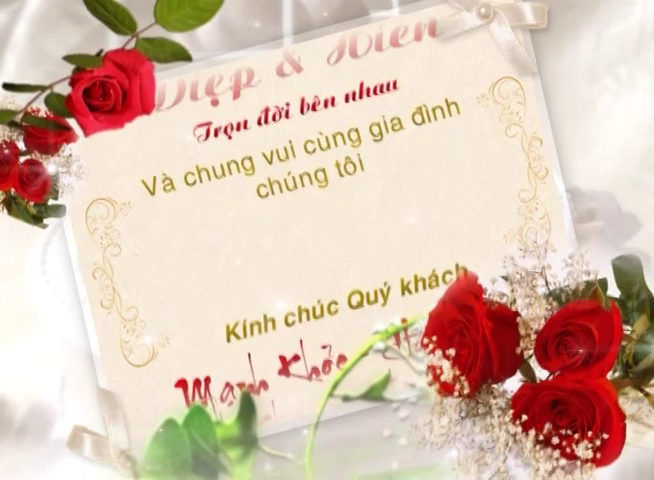 Diệp & Hiền
Trọn đời bên nhau
Và chung vui cùng gia đình
chúng tôi
Kính chúc Quý khách
Mạnh Khỏe